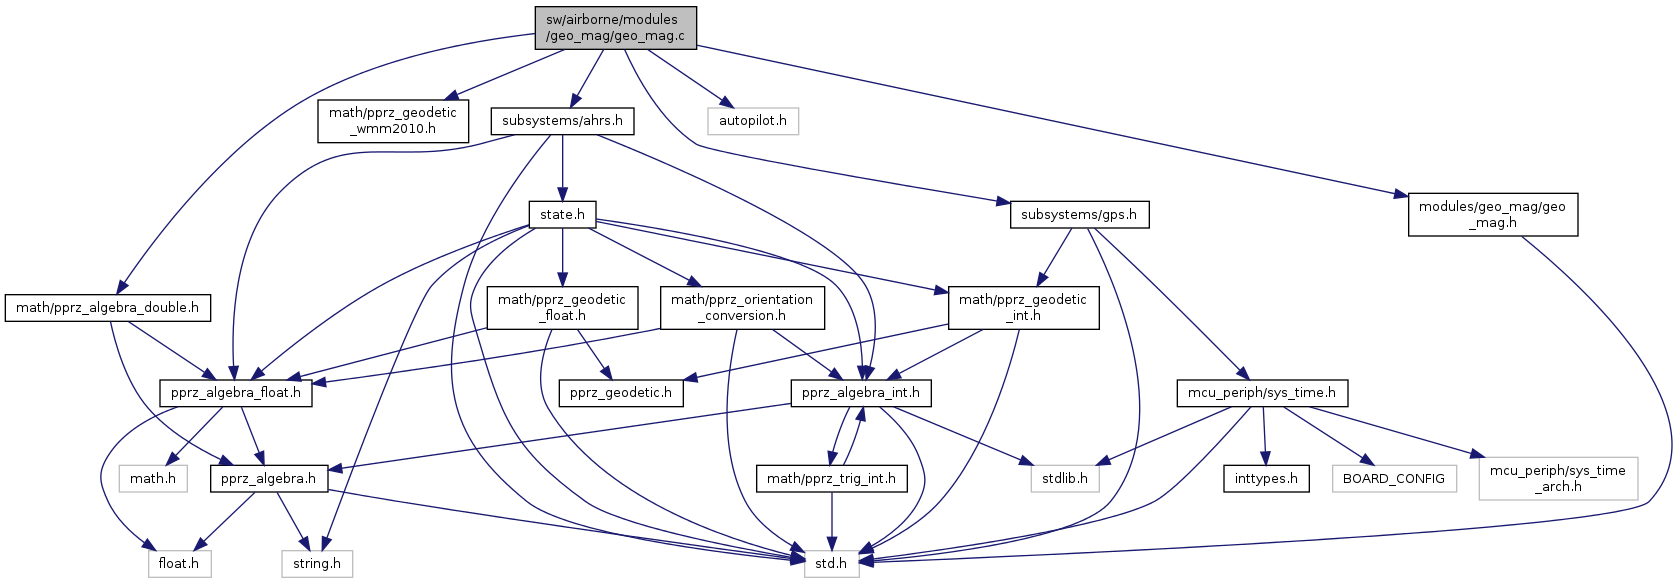 sw/airborne/modules
/geo_mag/geo_mag.c
math/pprz_geodetic
_wmm2010.h
subsystems/ahrs.h
autopilot.h
state.h
subsystems/gps.h
modules/geo_mag/geo
_mag.h
math/pprz_algebra_double.h
math/pprz_geodetic
_float.h
math/pprz_orientation
_conversion.h
math/pprz_geodetic
_int.h
pprz_algebra_float.h
pprz_geodetic.h
pprz_algebra_int.h
mcu_periph/sys_time.h
math.h
pprz_algebra.h
math/pprz_trig_int.h
stdlib.h
inttypes.h
BOARD_CONFIG
mcu_periph/sys_time
_arch.h
float.h
string.h
std.h